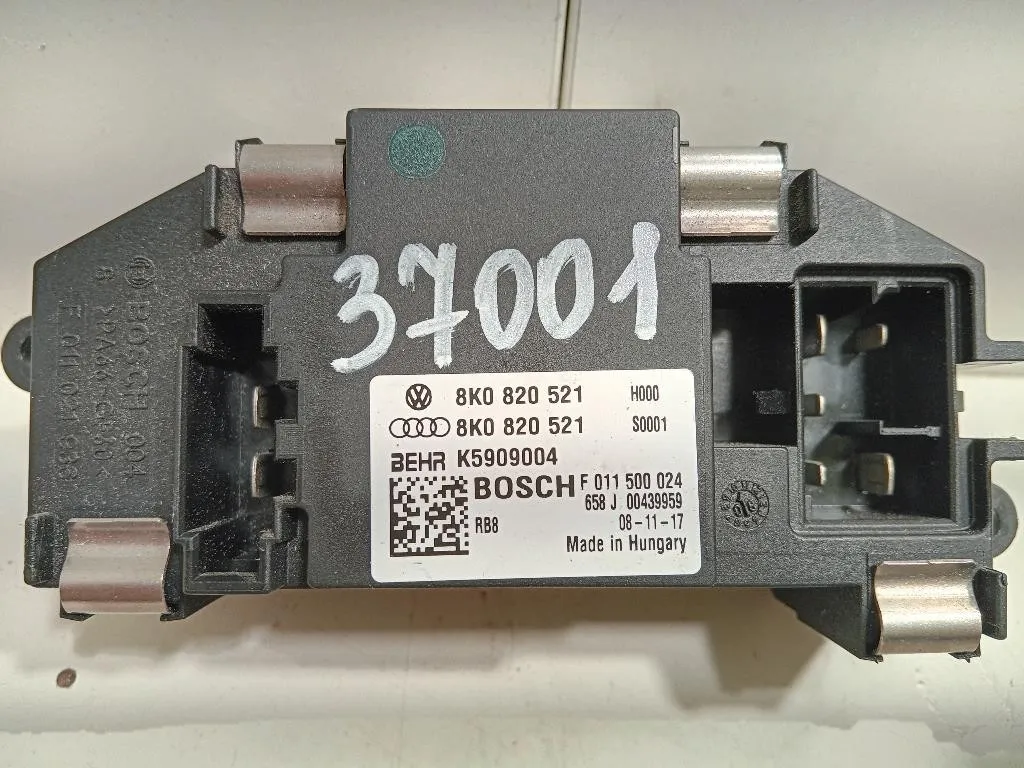 37001
8K0 820 521 H000
8K0 820 521 S0001
BEHR K5909004
BOSCH F 011 500 024
658 J 00439959
RB8 08-11-17
Made in Hungary
BOSCH 004